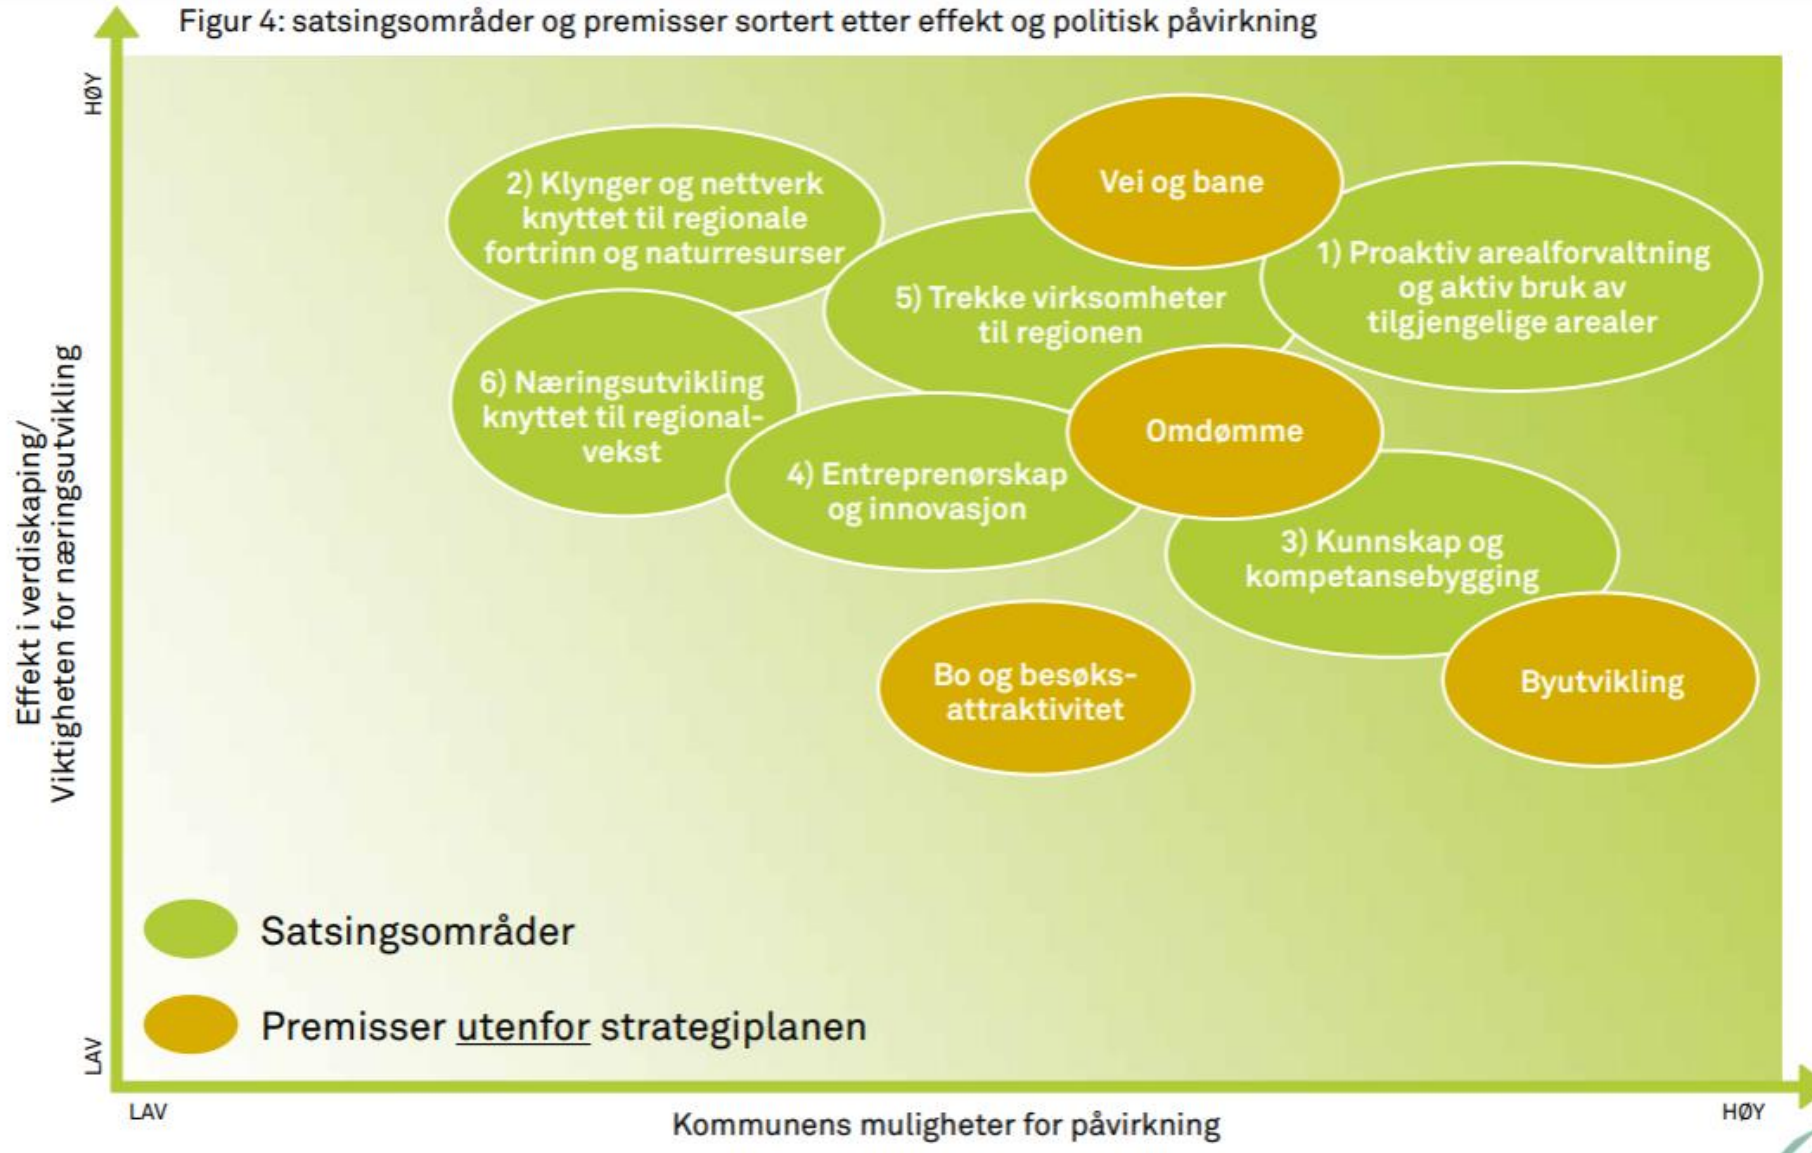 Figur 4: satsingsområder og premisser sortert etter effekt og politisk påvirkning
HØY
Vei og bane
2) Klynger og nettverk
knyttet til regionale
fortrinn og naturresurser
1) Proaktiv arealforvaltning
og aktiv bruk av
tilgjengelige arealer
5) Trekke virksomheter
til regionen
6) Næringsutvikling
knyttet til regional-
vekst
Omdømme
4) Entreprenørskap
og innovasjon
3) Kunnskap og
kompetansebygging
Bo og besøks-
attraktivitet
Byutvikling
Effekt i verdiskaping/
Viktigheten for næringsutvikling
Satsingsområder
Premisser utenfor strategiplanen
LAV
LAV
Kommunens muligheter for påvirkning
HØY